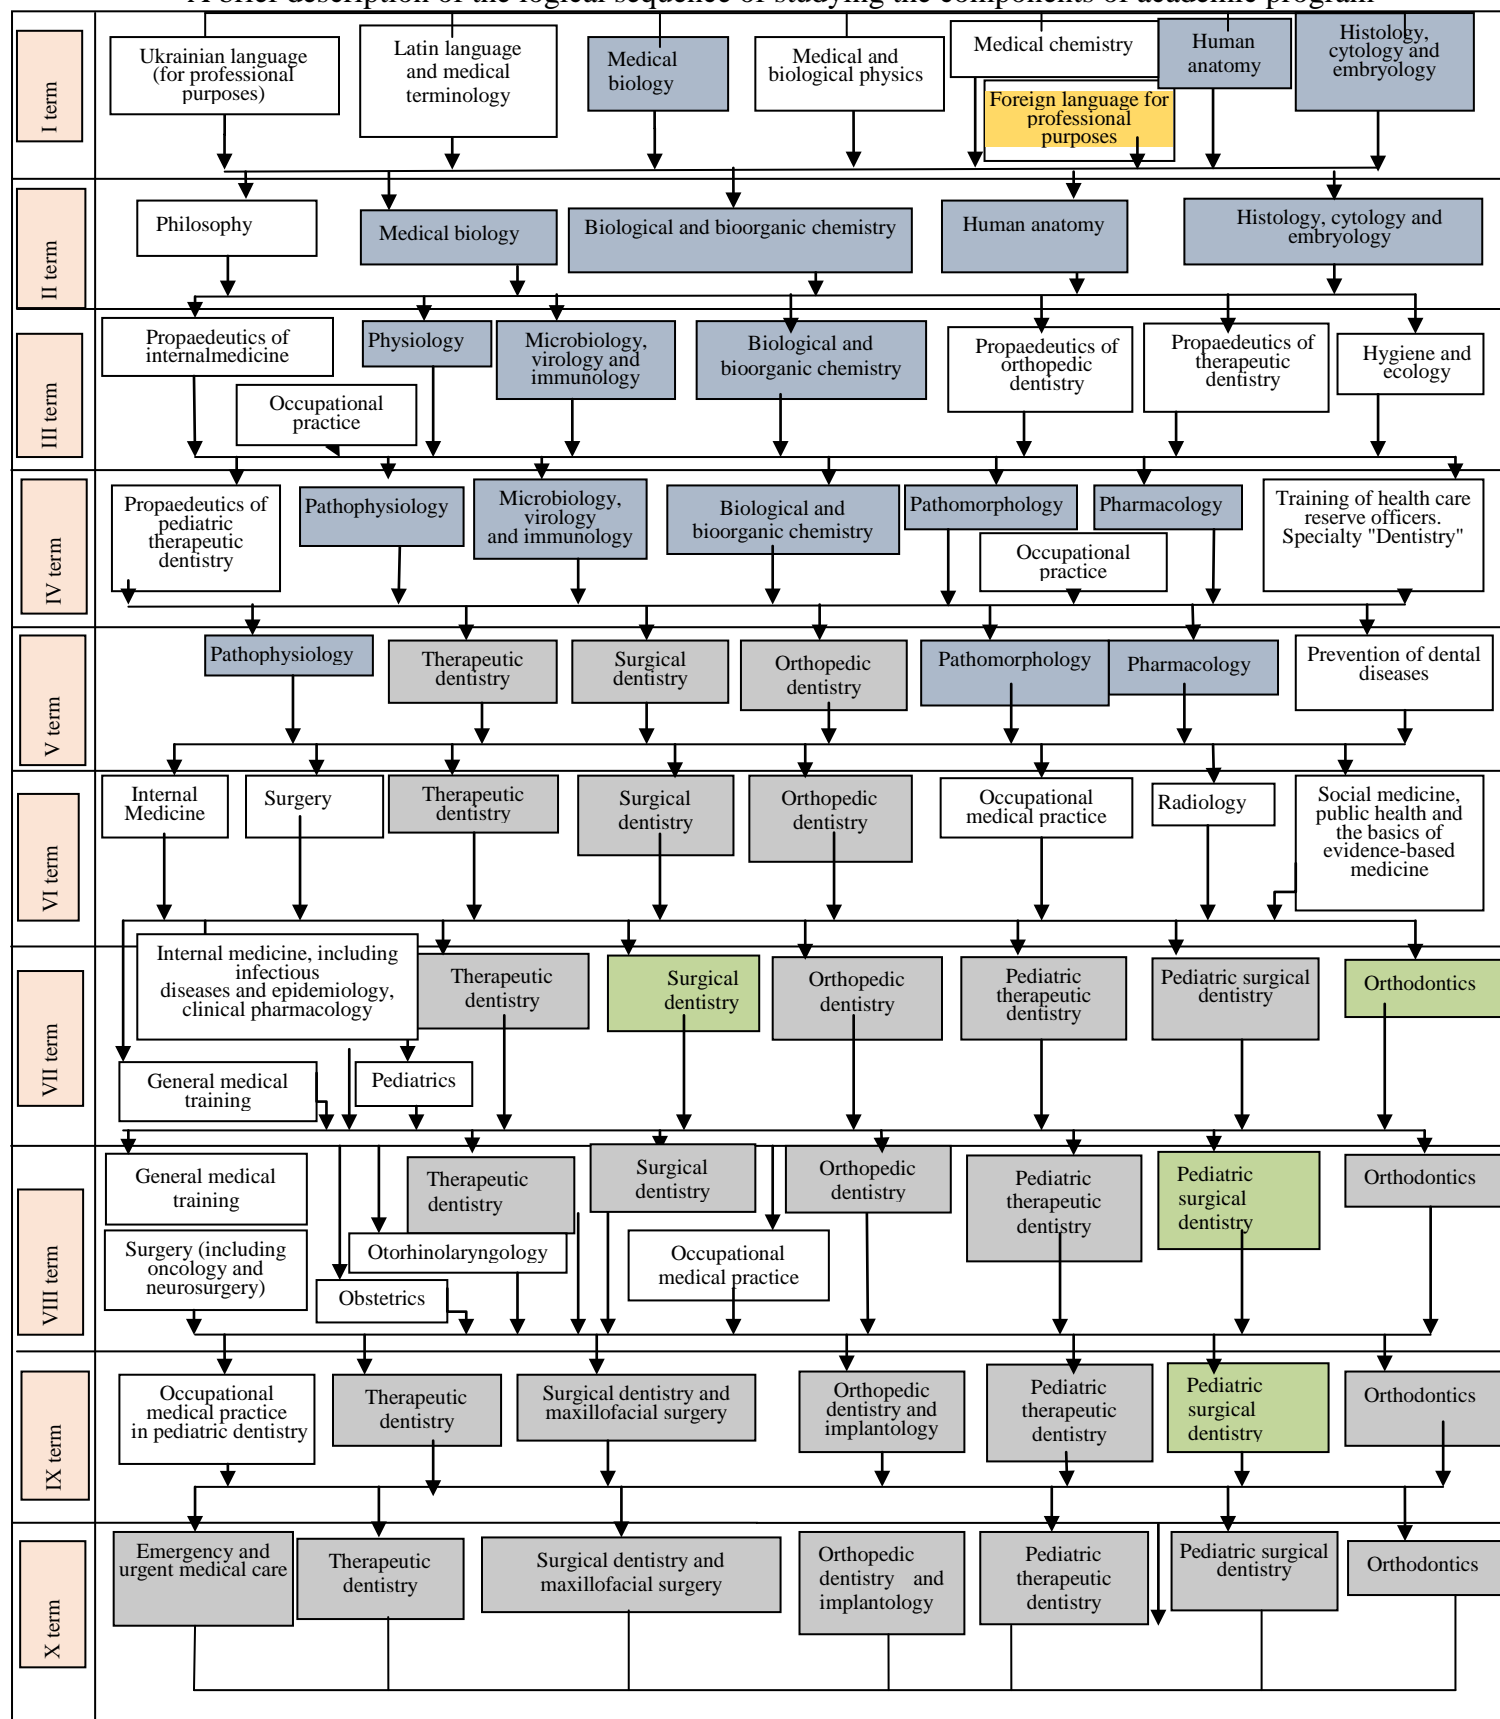 A brief description of the logical sequence of studying the components of academic program
I term
Ukrainian language
(for professional
purposes)
Latin language
and medical
terminology
Medical
biology
Medical and
biological physics
Medical chemistry
Foreign language for
professional
purposes
Human
anatomy
Histology,
cytology and
embryology
II term
Philosophy
Medical biology
Biological and bioorganic chemistry
Human anatomy
Histology, cytology and
embryology
III term
Propaedeutics of
internalmedicine
Occupational
practice
Physiology
Microbiology,
virology and
immunology
Biological and
bioorganic chemistry
Propaedeutics of
orthopedic
dentistry
Propaedeutics of
therapeutic
dentistry
Hygiene and
ecology
IV term
Propaedeutics of
pediatric
therapeutic
dentistry
Pathophysiology
Microbiology,
virology
and immunology
Biological and
bioorganic chemistry
Pathomorphology
Occupational
practice
Pharmacology
Training of health care
reserve officers.
Specialty "Dentistry"
V term
Pathophysiology
Therapeutic
dentistry
Surgical
dentistry
Orthopedic
dentistry
Pathomorphology
Pharmacology
Prevention of dental
diseases
VI term
Internal
Medicine
Surgery
Therapeutic
dentistry
Surgical
dentistry
Orthopedic
dentistry
Occupational
medical practice
Radiology
Social medicine,
public health and
the basics of
evidence-based
medicine
VII term
Internal medicine, including
infectious
diseases and epidemiology,
clinical pharmacology
General medical
training
Pediatrics
Therapeutic
dentistry
Surgical
dentistry
Orthopedic
dentistry
Pediatric
therapeutic
dentistry
Pediatric surgical
dentistry
Orthodontics
VIII term
General medical
training
Surgery (including
oncology and
neurosurgery)
Obstetrics
Otorhinolaryngology
Therapeutic
dentistry
Surgical
dentistry
Occupational
medical practice
Orthopedic
dentistry
Pediatric
therapeutic
dentistry
Pediatric
surgical
dentistry
Orthodontics
IX term
Occupational
medical practice
in pediatric dentistry
Therapeutic
dentistry
Surgical dentistry and
maxillofacial surgery
Orthopedic
dentistry and
implantology
Pediatric
therapeutic
dentistry
Pediatric
surgical
dentistry
Orthodontics
X term
Emergency and
urgent medical care
Therapeutic
dentistry
Surgical dentistry and
maxillofacial surgery
Orthopedic
dentistry and
implantology
Pediatric
therapeutic
dentistry
Pediatric surgical
dentistry
Orthodontics